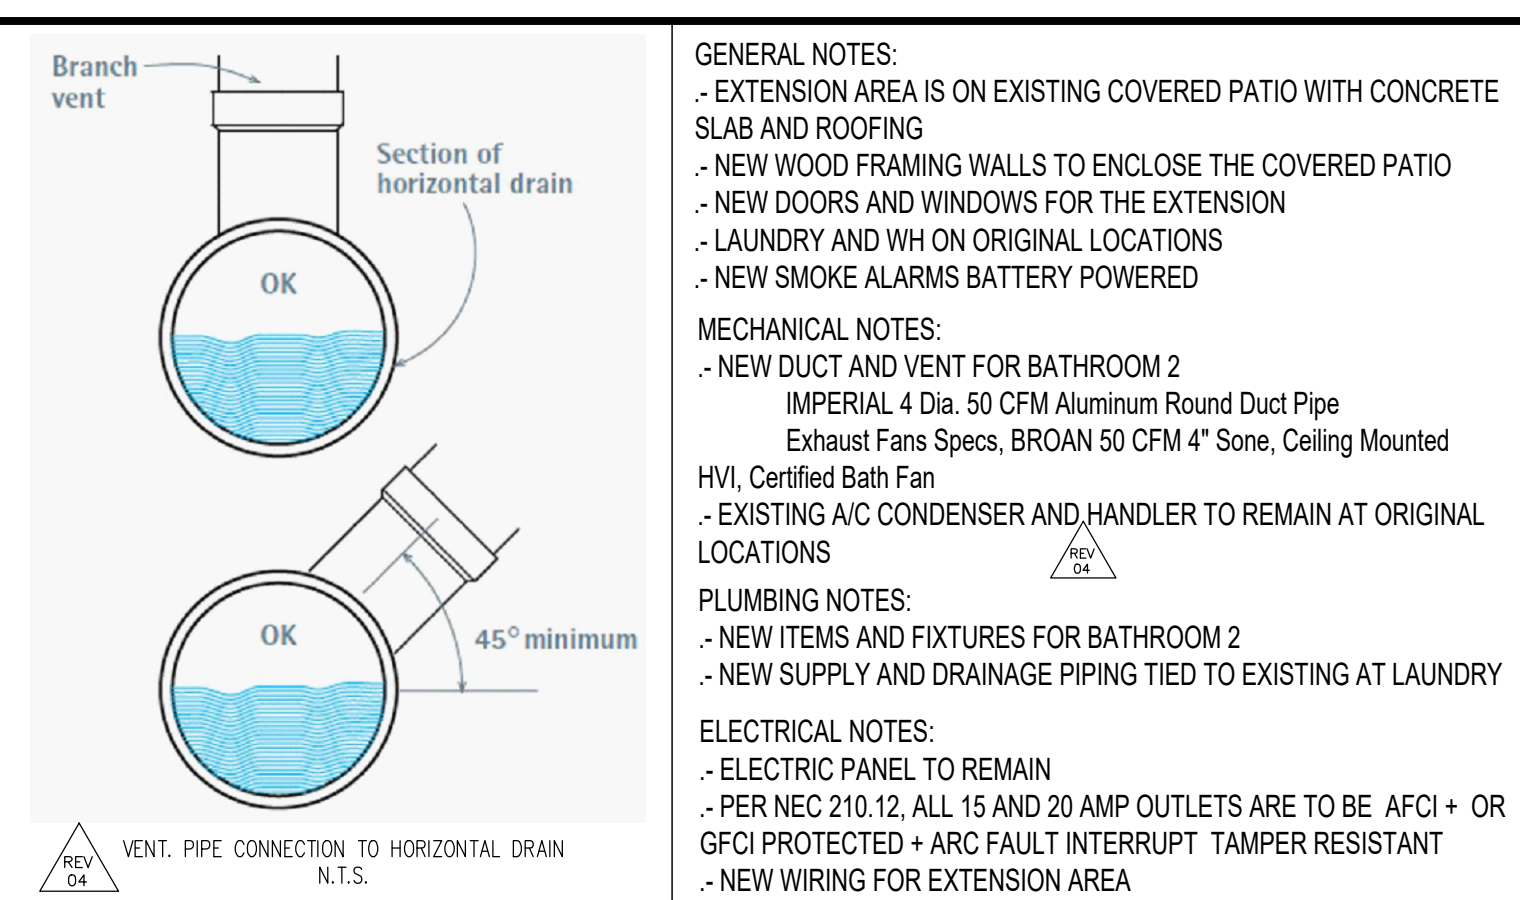 Branch
vent
Section of
horizontal drain
OK
OK
45° minimum
REV
04
VENT. PIPE CONNECTION TO HORIZONTAL DRAIN
N.T.S.
GENERAL NOTES:
.- EXTENSION AREA IS ON EXISTING COVERED PATIO WITH CONCRETE
SLAB AND ROOFING
.- NEW WOOD FRAMING WALLS TO ENCLOSE THE COVERED PATIO
.- NEW DOORS AND WINDOWS FOR THE EXTENSION
.- LAUNDRY AND WH ON ORIGINAL LOCATIONS
.- NEW SMOKE ALARMS BATTERY POWERED
MECHANICAL NOTES:
.- NEW DUCT AND VENT FOR BATHROOM 2
IMPERIAL 4 Dia. 50 CFM Aluminum Round Duct Pipe
Exhaust Fans Specs, BROAN 50 CFM 4" Sone, Ceiling Mounted
HVI, Certified Bath Fan
.- EXISTING A/C CONDENSER AND HANDLER TO REMAIN AT ORIGINAL
LOCATIONS
REV
04
PLUMBING NOTES:
.- NEW ITEMS AND FIXTURES FOR BATHROOM 2
.- NEW SUPPLY AND DRAINAGE PIPING TIED TO EXISTING AT LAUNDRY
ELECTRICAL NOTES:
.- ELECTRIC PANEL TO REMAIN
.- PER NEC 210.12, ALL 15 AND 20 AMP OUTLETS ARE TO BE AFCI + OR
GFCI PROTECTED + ARC FAULT INTERRUPT TAMPER RESISTANT
.- NEW WIRING FOR EXTENSION AREA